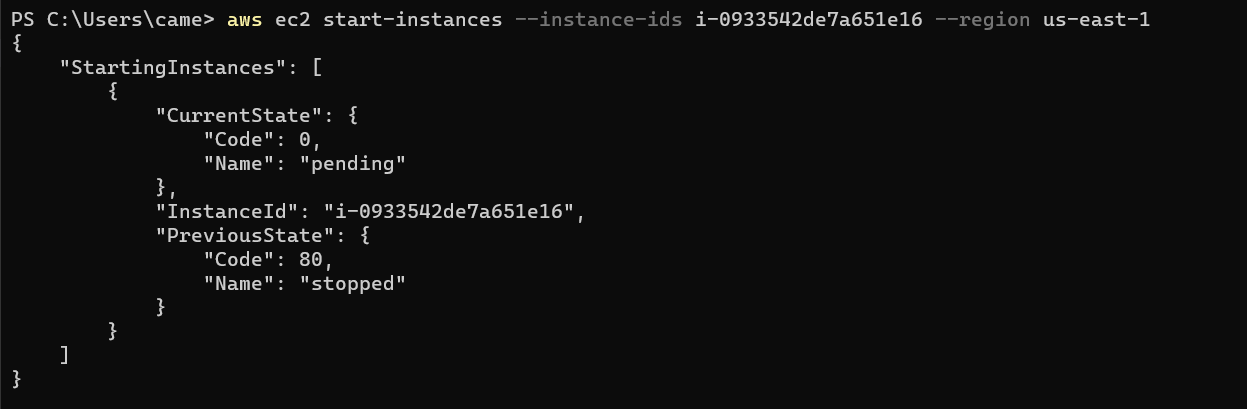 PS C:\Users\came> aws ec2 start-instances --instance-ids i-0933542de7a651e16 --region us-east-1
{
    "StartingInstances": [
        {
            "CurrentState": {
                "Code": 0,
                "Name": "pending"
            },
            "InstanceId": "i-0933542de7a651e16",
            "PreviousState": {
                "Code": 80,
                "Name": "stopped"
            }
        }
    ]
}